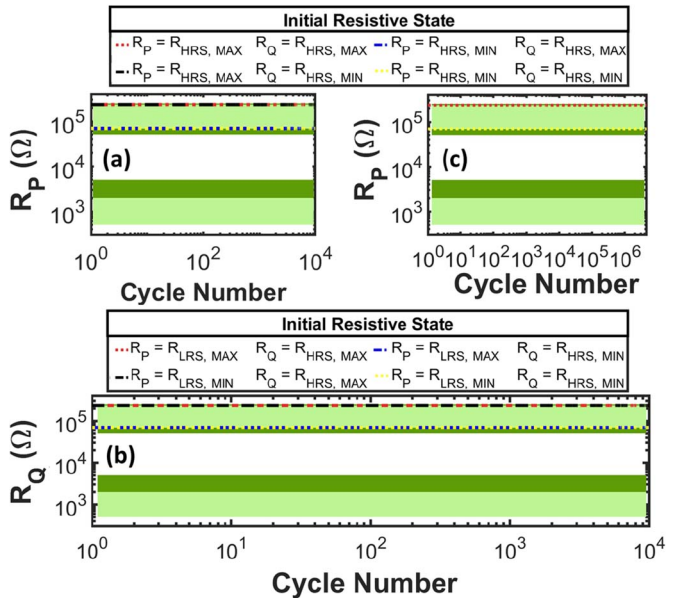 Initial Resistive State
R_P = R_HRS, MAX R_Q = R_HRS, MAX R_P = R_HRS, MIN R_Q = R_HRS, MAX
R_P = R_HRS, MAX R_Q = R_HRS, MIN R_P = R_HRS, MIN R_Q = R_HRS, MIN
R_P (Ω)
10^5
10^4
10^3
(a)
10^0 10^2 10^4
Cycle Number
R_P (Ω)
10^5
10^4
10^3
(c)
10^0 10^1 10^2 10^3 10^4 10^5 10^6
Cycle Number
Initial Resistive State
R_P = R_LRS, MAX R_Q = R_HRS, MAX R_P = R_LRS, MAX R_Q = R_HRS, MIN
R_P = R_LRS, MIN R_Q = R_HRS, MAX R_P = R_LRS, MIN R_Q = R_HRS, MIN
R_Q (Ω)
10^5
10^4
10^3
(b)
10^0 10^1 10^2 10^3 10^4
Cycle Number